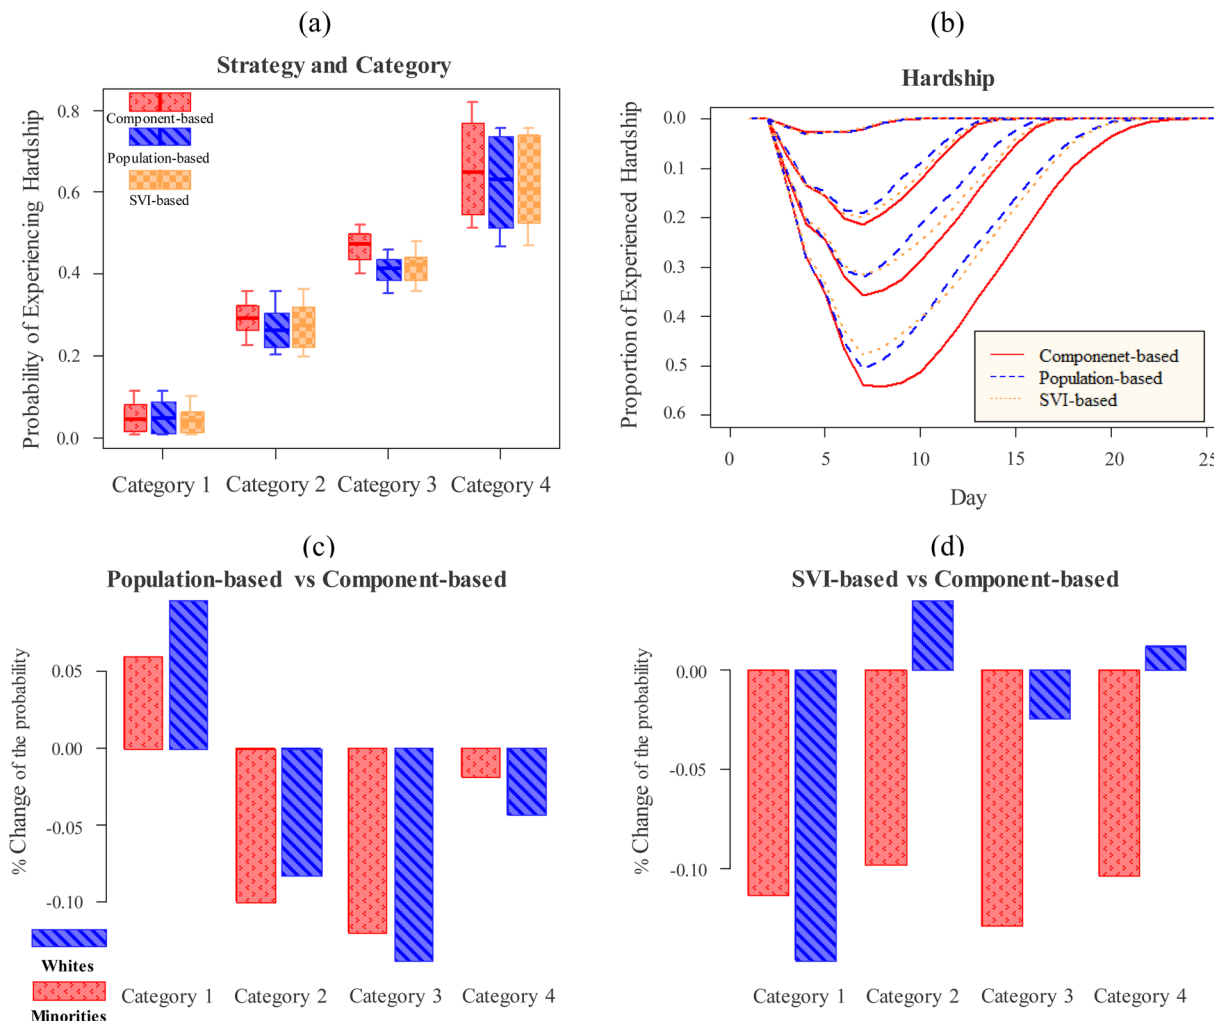 (a)
Strategy and Category
Probability of Experiencing Hardship
0.8
0.6
0.4
0.2
0.0
Component-based
Population-based
SVI-based
Category 1
Category 2
Category 3
Category 4
(b)
Hardship
Proportion of Experienced Hardship
0.0
0.1
0.2
0.3
0.4
0.5
0.6
Componenet-based
Population-based
SVI-based
0
5
10
15
20
25
Day
(c)
Population-based vs Component-based
% Change of the probability
0.05
0.00
-0.05
-0.10
Whites
Minorities
Category 1
Category 2
Category 3
Category 4
(d)
SVI-based vs Component-based
% Change of the probability
0.00
-0.05
-0.10
Category 1
Category 2
Category 3
Category 4